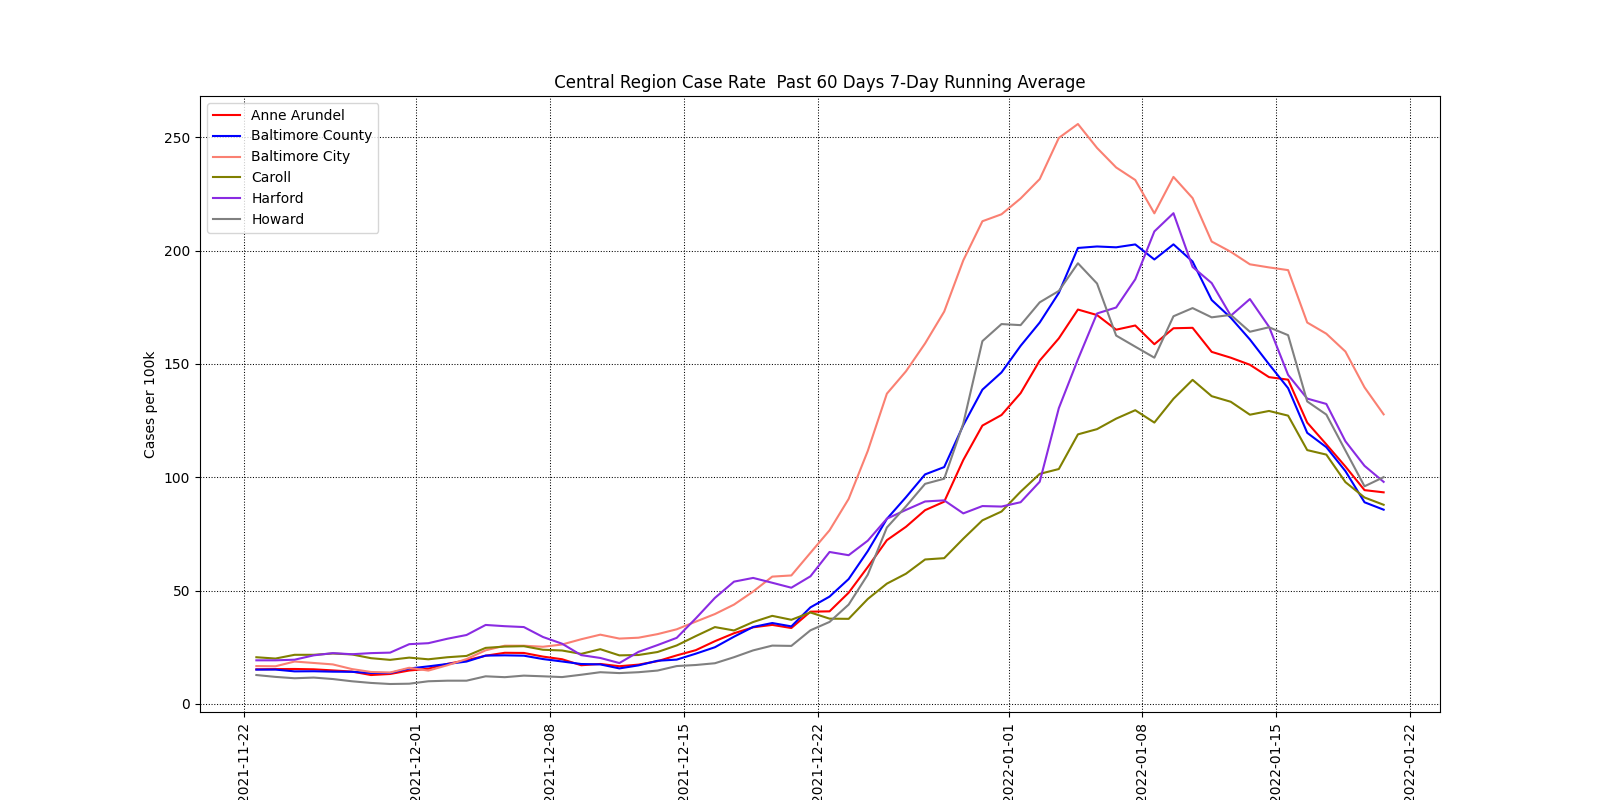 Central Region Case Rate  Past 60 Days 7-Day Running Average
Anne Arundel
Baltimore County
Baltimore City
Caroll
Harford
Howard
Cases per 100k
250
200
150
100
50
0
2021-11-22
2021-12-01
2021-12-08
2021-12-15
2021-12-22
2022-01-01
2022-01-08
2022-01-15
2022-01-22